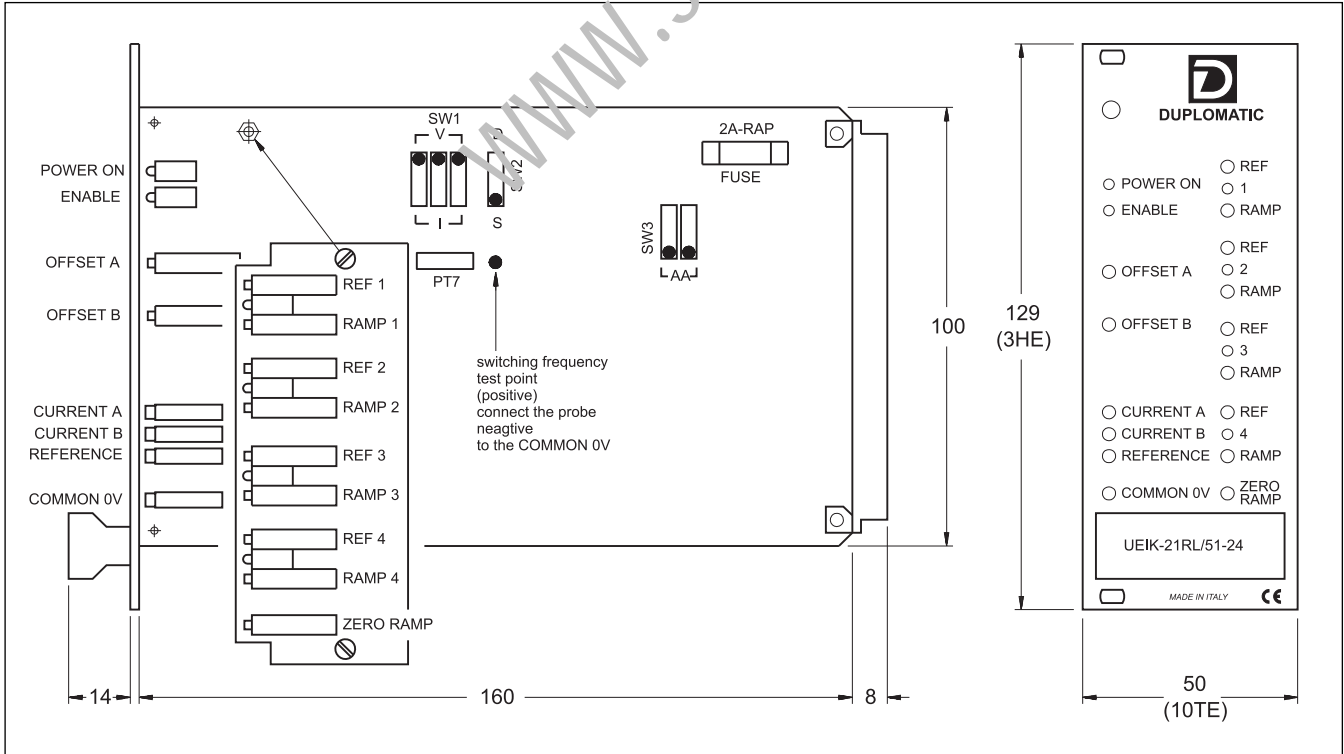 WWW.
SW1
V
D
SW2
I
S
2A-RAP
FUSE
SW3
AA
PT7
POWER ON
ENABLE
OFFSET A
OFFSET B
CURRENT A
CURRENT B
REFERENCE
COMMON 0V
REF 1
RAMP 1
REF 2
RAMP 2
REF 3
RAMP 3
REF 4
RAMP 4
ZERO RAMP
switching frequency
test point
(positive)
connect the probe
neagtive
to the COMMON 0V
100
129
(3HE)
14
160
8
DUPLOMATIC
REF
POWER ON
1
ENABLE
RAMP
REF
OFFSET A
2
RAMP
OFFSET B
REF
3
RAMP
CURRENT A
REF
CURRENT B
4
REFERENCE
RAMP
COMMON 0V
ZERO
RAMP
UEIK-21RL/51-24
MADE IN ITALY
CE
50
(10TE)